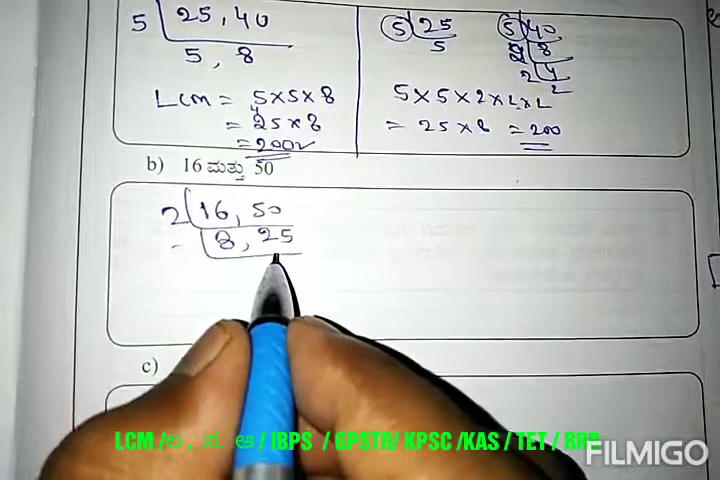 5 25, 40
5, 8
LCM = 5×5×8
= 25×8
= 200
5 25
5
5 40
2 8
2 4
2
5×5×2×2×2
= 25×8 = 200
b) 16 ಮತ್ತು 50
2 16, 50
- 8, 25
c)
LCM /ಲ . ಸ. ಅ / IBPS / GPSTR/ KPSC /KAS / TET / RRB
FILMIGO